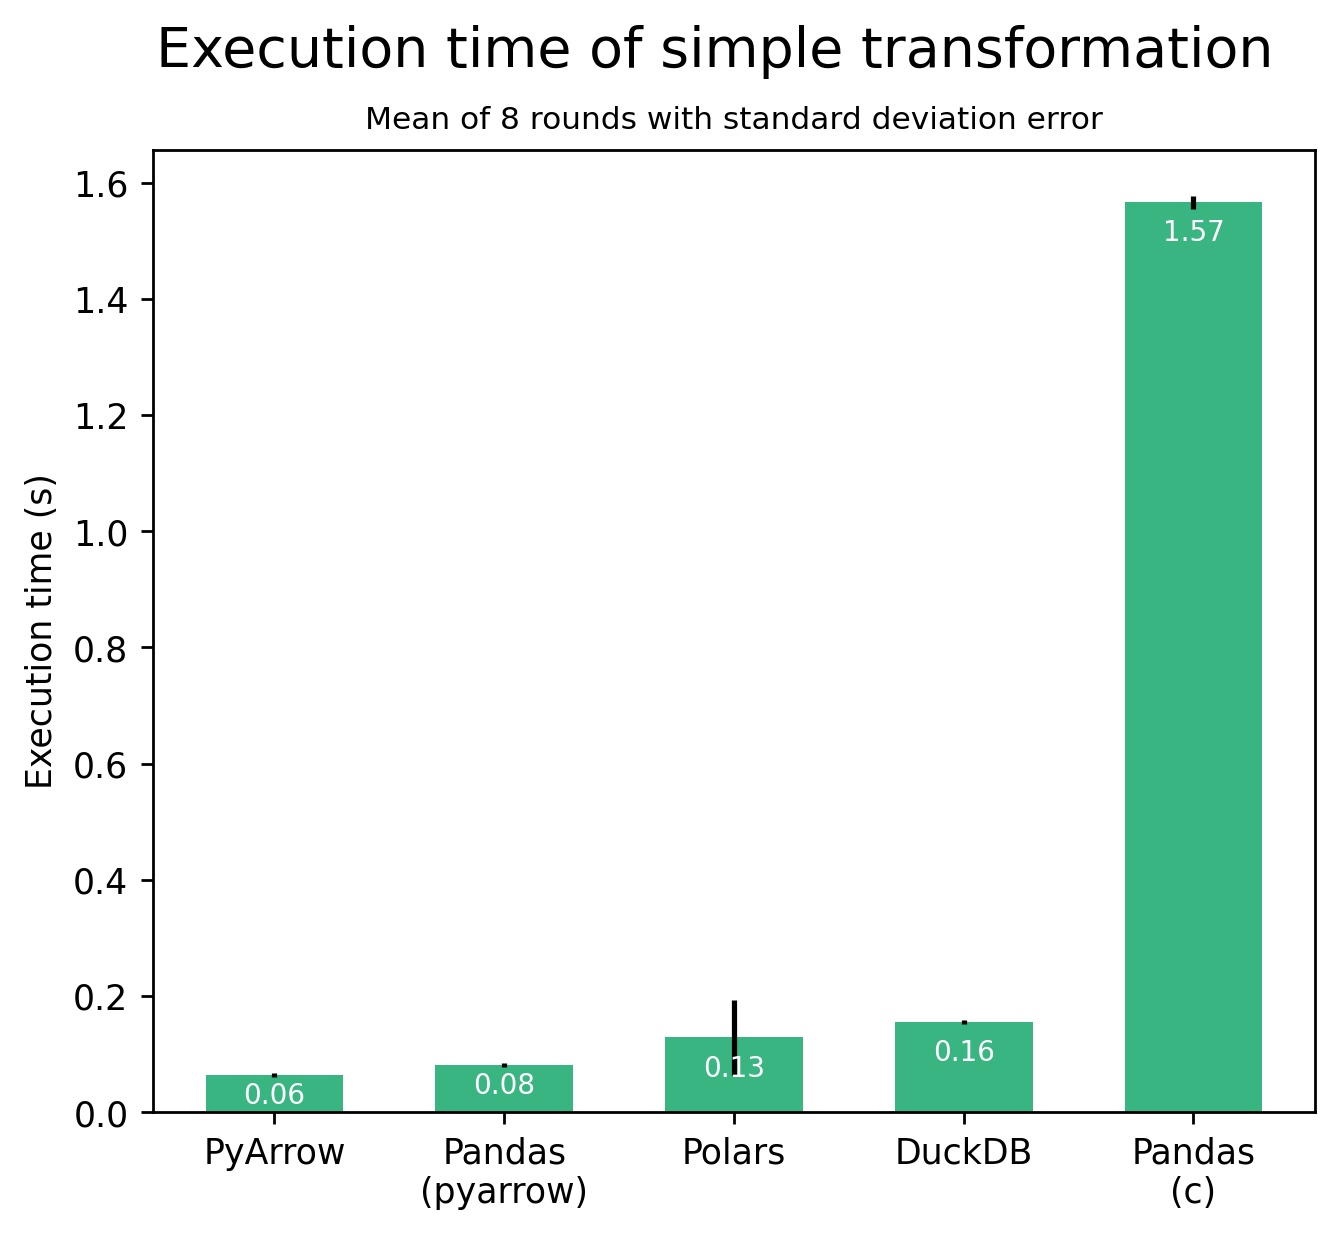 Execution time of simple transformation
Mean of 8 rounds with standard deviation error
Execution time (s)
1.6
1.4
1.2
1.0
0.8
0.6
0.4
0.2
0.0
0.06
0.08
0.13
0.16
1.57
PyArrow
Pandas
(pyarrow)
Polars
DuckDB
Pandas
(c)